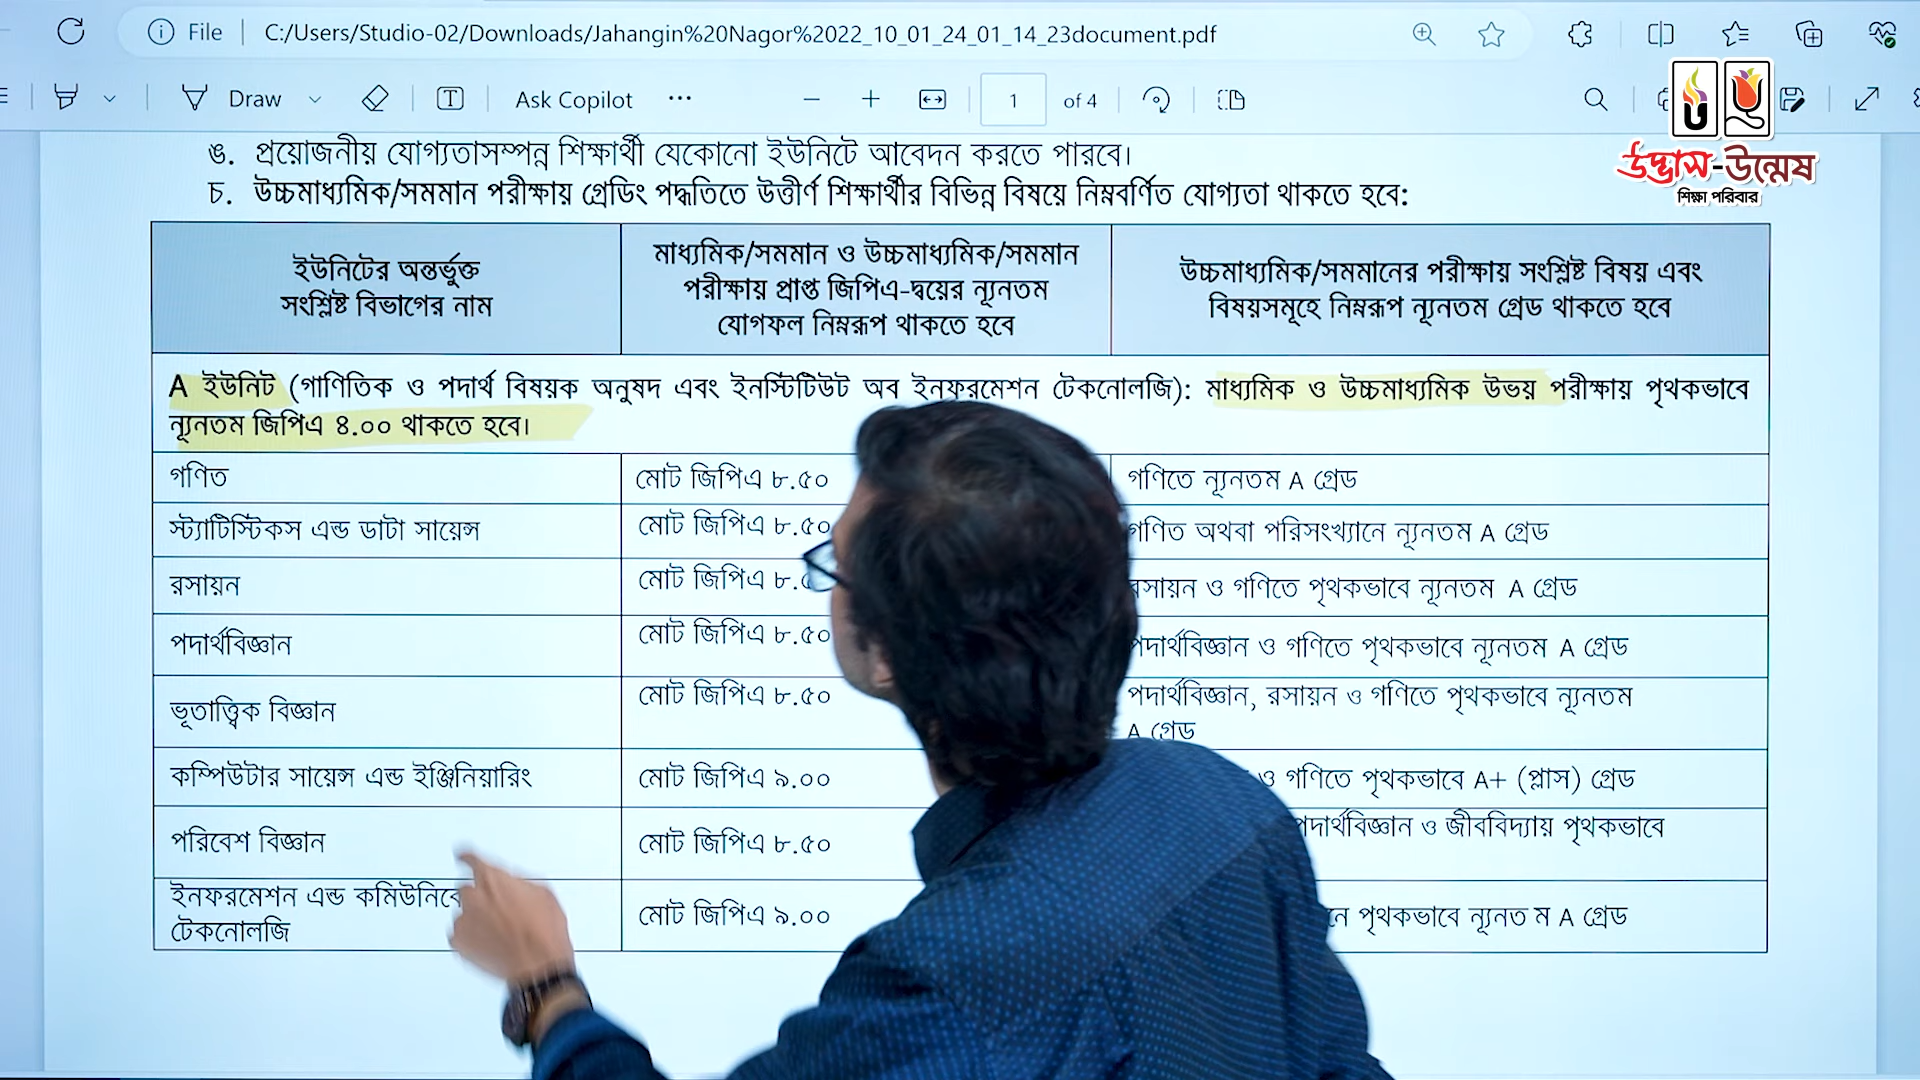 File
C:/Users/Studio-02/Downloads/Jahangin%20Nagor%2022_10_01_24_01_14_23document.pdf
Draw
Ask Copilot
1 of 4
উদ্ভাস-উন্মেষ
শিক্ষা পরিবার
ঙ. প্রয়োজনীয় যোগ্যতাসম্পন্ন শিক্ষার্থী যেকোনো ইউনিটে আবেদন করতে পারবে।
চ. উচ্চমাধ্যমিক/সমমান পরীক্ষায় গ্রেডিং পদ্ধতিতে উত্তীর্ণ শিক্ষার্থীর বিভিন্ন বিষয়ে নিম্নবর্ণিত যোগ্যতা থাকতে হবে:
ইউনিটের অন্তর্ভুক্ত
সংশ্লিষ্ট বিভাগের নাম
মাধ্যমিক/সমমান ও উচ্চমাধ্যমিক/সমমান
পরীক্ষায় প্রাপ্ত জিপিএ-দ্বয়ের ন্যূনতম
যোগফল নিম্নরূপ থাকতে হবে
উচ্চমাধ্যমিক/সমমানের পরীক্ষায় সংশ্লিষ্ট বিষয় এবং
বিষয়সমূহে নিম্নরূপ ন্যূনতম গ্রেড থাকতে হবে
A ইউনিট (গাণিতিক ও পদার্থ বিষয়ক অনুষদ এবং ইনস্টিটিউট অব ইনফরমেশন টেকনোলজি): মাধ্যমিক ও উচ্চমাধ্যমিক উভয় পরীক্ষায় পৃথকভাবে
ন্যূনতম জিপিএ ৪.০০ থাকতে হবে।
গণিত
মোট জিপিএ ৮.৫০
গণিতে ন্যূনতম A গ্রেড
স্ট্যাটিস্টিকস এন্ড ডাটা সায়েন্স
মোট জিপিএ ৮.৫০
গণিত অথবা পরিসংখ্যানে ন্যূনতম A গ্রেড
রসায়ন
মোট জিপিএ
রসায়ন ও গণিতে পৃথকভাবে ন্যূনতম A গ্রেড
পদার্থবিজ্ঞান
মোট জিপিএ ৮.৫০
পদার্থবিজ্ঞান ও গণিতে পৃথকভাবে ন্যূনতম A গ্রেড
ভূতাত্ত্বিক বিজ্ঞান
মোট জিপিএ ৮.৫০
পদার্থবিজ্ঞান, রসায়ন ও গণিতে পৃথকভাবে ন্যূনতম
A গ্রেড
কম্পিউটার সায়েন্স এন্ড ইঞ্জিনিয়ারিং
মোট জিপিএ ৯.০০
ও গণিতে পৃথকভাবে A+ (প্লাস) গ্রেড
পরিবেশ বিজ্ঞান
মোট জিপিএ ৮.৫০
পদার্থবিজ্ঞান ও জীববিদ্যায় পৃথকভাবে
ইনফরমেশন এন্ড
টেকনোলজি
মোট জিপিএ ৯.০০
পৃথকভাবে ন্যূনত ম A গ্রেড